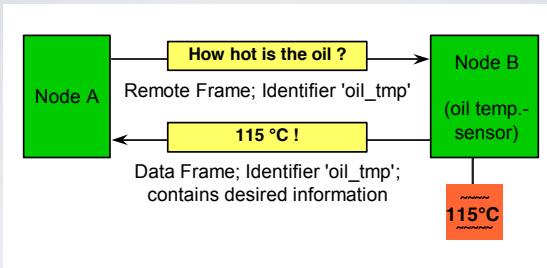 How hot is the oil ?
Node A
Remote Frame; Identifier 'oil_tmp'
Node B
(oil temp.-
sensor)
115 °C !
Data Frame; Identifier 'oil_tmp';
contains desired information
115°C